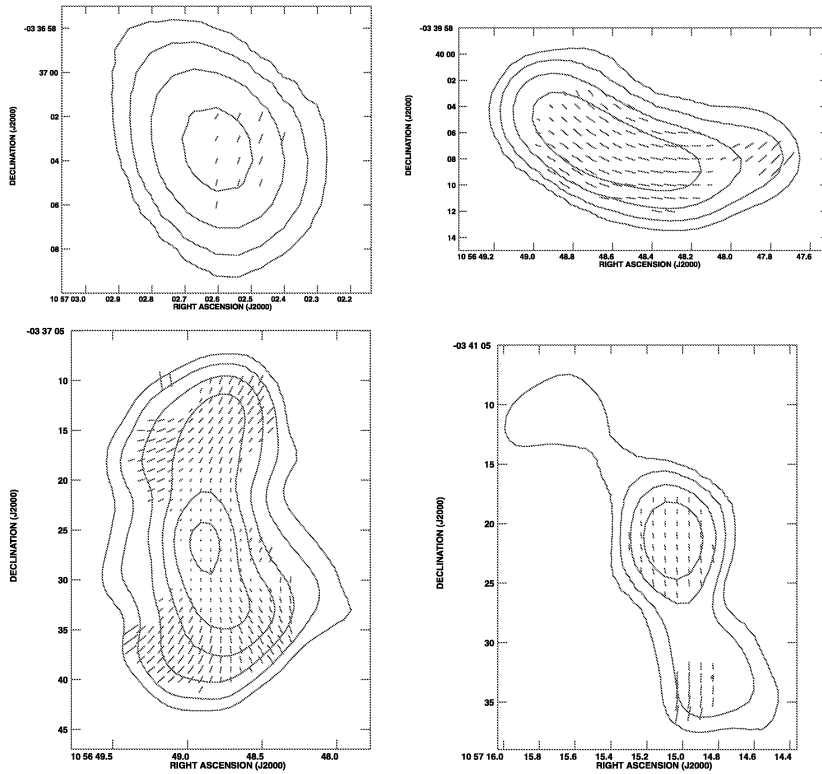 -03 36 58
37 00
02
04
06
08
DECLINATION (J2000)
10 57 03.0 02.9 02.8 02.7 02.6 02.5 02.4 02.3 02.2
RIGHT ASCENSION (J2000)
-03 39 58
40 00
02
04
06
08
10
12
14
DECLINATION (J2000)
10 56 49.2 49.0 48.8 48.6 48.4 48.2 48.0 47.8 47.6
RIGHT ASCENSION (J2000)
-03 37 05
10
15
20
25
30
35
40
45
DECLINATION (J2000)
10 56 49.5 49.0 48.5 48.0
RIGHT ASCENSION (J2000)
-03 41 05
10
15
20
25
30
35
DECLINATION (J2000)
10 57 16.0 15.8 15.6 15.4 15.2 15.0 14.8 14.6 14.4
RIGHT ASCENSION (J2000)